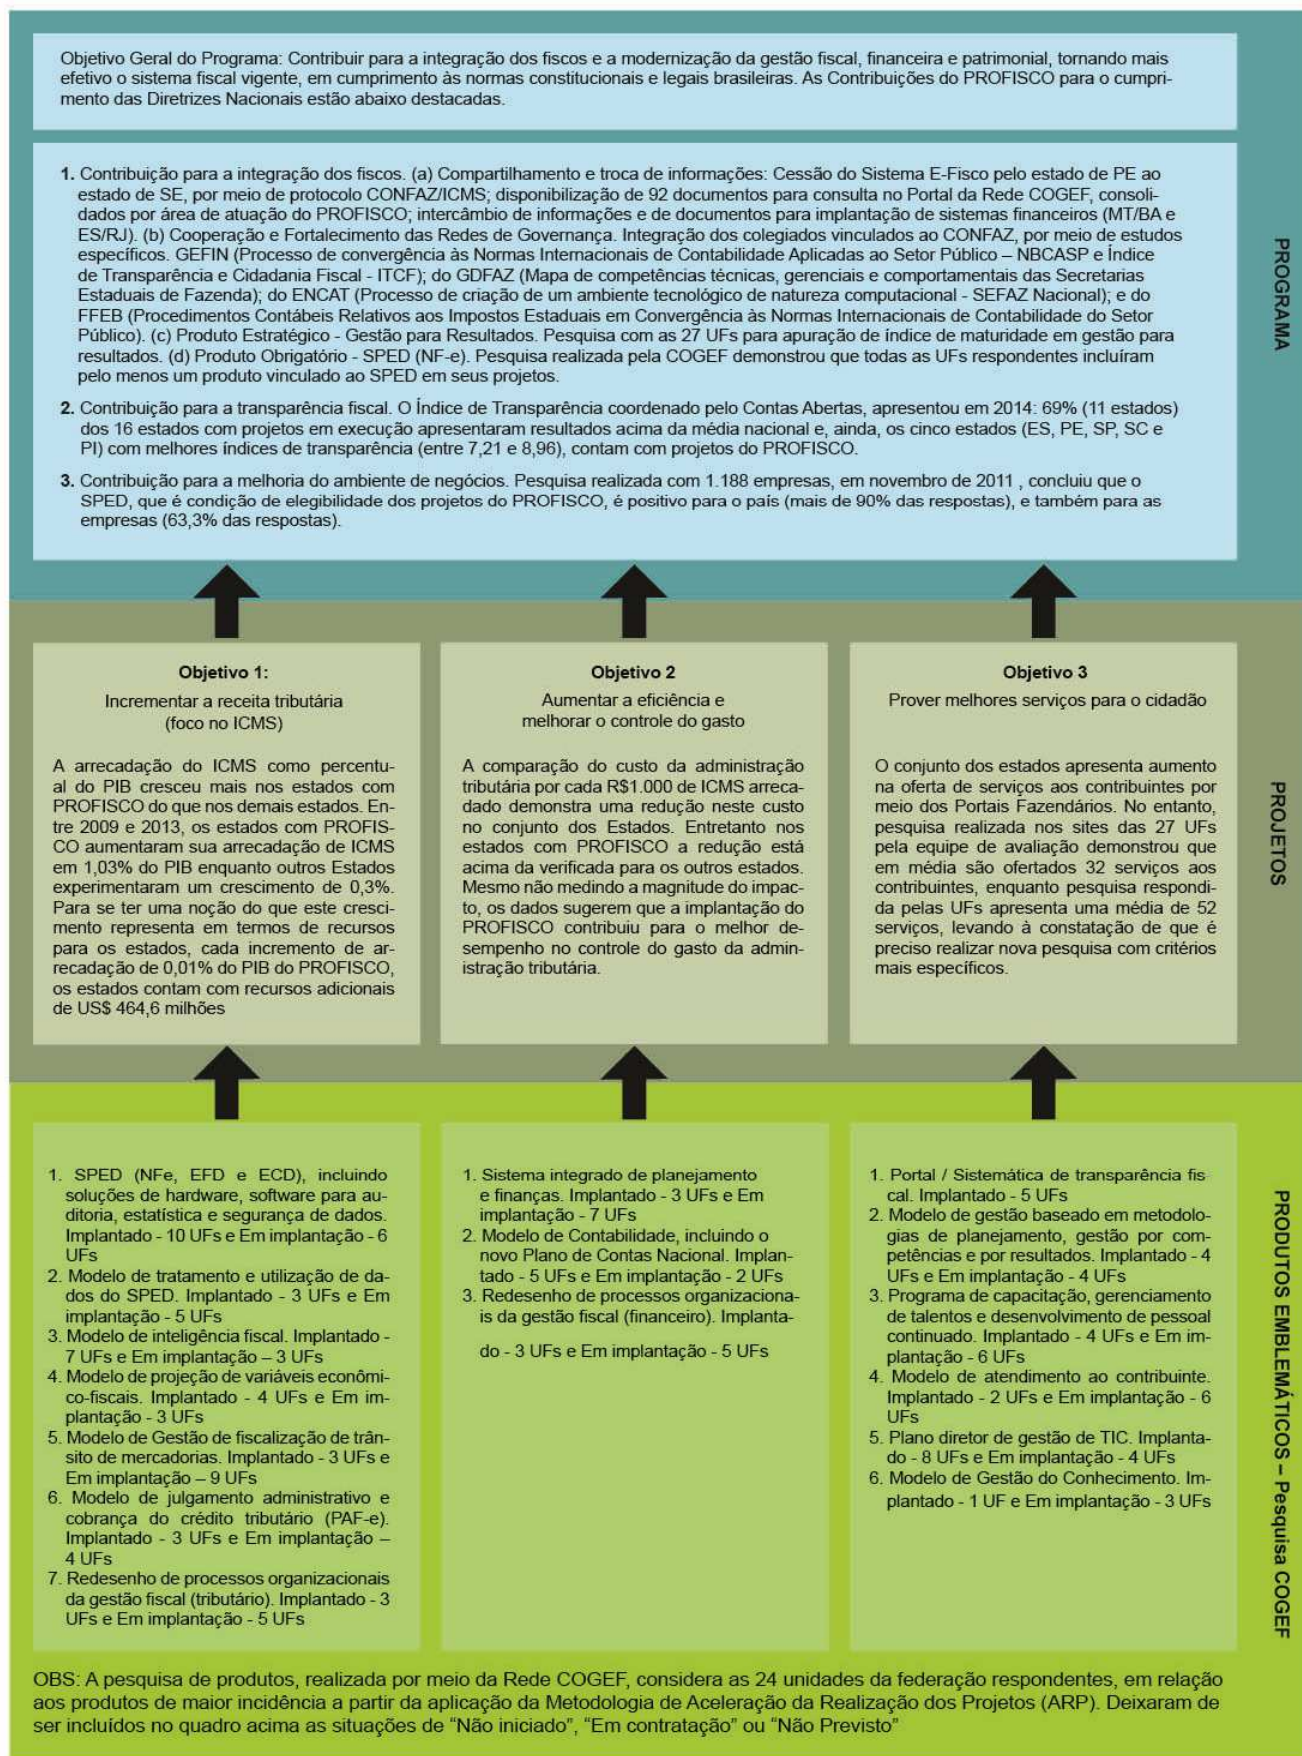 Objetivo Geral do Programa: Contribuir para a integração dos fiscos e a modernização da gestão fiscal, financeira e patrimonial, tornando mais
efetivo o sistema fiscal vigente, em cumprimento às normas constitucionais e legais brasileiras. As Contribuições do PROFISCO para o cumpri-
mento das Diretrizes Nacionais estão abaixo destacadas.
1. Contribuição para a integração dos fiscos. (a) Compartilhamento e troca de informações: Cessão do Sistema E-Fisco pelo estado de PE ao
estado de SE, por meio de protocolo CONFAZ/ICMS; disponibilização de 92 documentos para consulta no Portal da Rede COGEF, consoli-
dados por área de atuação do PROFISCO; intercâmbio de informações e de documentos para implantação de sistemas financeiros (MT/BA e
ES/RJ). (b) Cooperação e Fortalecimento das Redes de Governança. Integração dos colegiados vinculados ao CONFAZ, por meio de estudos
específicos. GEFIN (Processo de convergência às Normas Internacionais de Contabilidade Aplicadas ao Setor Público – NBCASP e Índice
de Transparência e Cidadania Fiscal - ITCF); do GDFAZ (Mapa de competências técnicas, gerenciais e comportamentais das Secretarias
Estaduais de Fazenda); do ENCAT (Processo de criação de um ambiente tecnológico de natureza computacional - SEFAZ Nacional); e do
FFEB (Procedimentos Contábeis Relativos aos Impostos Estaduais em Convergência às Normas Internacionais de Contabilidade do Setor
Público). (c) Produto Estratégico - Gestão para Resultados. Pesquisa com as 27 UFs para apuração de índice de maturidade em gestão para
resultados. (d) Produto Obrigatório - SPED (NF-e). Pesquisa realizada pela COGEF demonstrou que todas as UFs respondentes incluíram
pelo menos um produto vinculado ao SPED em seus projetos.
2. Contribuição para a transparência fiscal. O Índice de Transparência coordenado pelo Contas Abertas, apresentou em 2014: 69% (11 estados)
dos 16 estados com projetos em execução apresentaram resultados acima da média nacional e, ainda, os cinco estados (ES, PE, SP, SC e
PI) com melhores índices de transparência (entre 7,21 e 8,96), contam com projetos do PROFISCO.
3. Contribuição para a melhoria do ambiente de negócios. Pesquisa realizada com 1.188 empresas, em novembro de 2011 , concluiu que o
SPED, que é condição de elegibilidade dos projetos do PROFISCO, é positivo para o país (mais de 90% das respostas), e também para as
empresas (63,3% das respostas).
PROGRAMA
Objetivo 1:
Incrementar a receita tributária
(foco no ICMS)
A arrecadação do ICMS como percentu-
al do PIB cresceu mais nos estados com
PROFISCO do que nos demais estados. En-
tre 2009 e 2013, os estados com PROFIS-
CO aumentaram sua arrecadação de ICMS
em 1,03% do PIB enquanto outros Estados
experimentaram um crescimento de 0,3%.
Para se ter uma noção do que este cresci-
mento representa em termos de recursos
para os estados, cada incremento de ar-
recadação de 0,01% do PIB do PROFISCO,
os estados contam com recursos adicionais
de US$ 464,6 milhões
Objetivo 2
Aumentar a eficiência e
melhorar o controle do gasto
A comparação do custo da administração
tributária por cada R$1.000 de ICMS arreca-
dado demonstra uma redução neste custo
no conjunto dos Estados. Entretanto nos
estados com PROFISCO a redução está
acima da verificada para os outros estados.
Mesmo não medindo a magnitude do impac-
to, os dados sugerem que a implantação do
PROFISCO contribuiu para o melhor de-
sempenho no controle do gasto da admin-
istração tributária.
Objetivo 3
Prover melhores serviços para o cidadão
O conjunto dos estados apresenta aumento
na oferta de serviços aos contribuintes por
meio dos Portais Fazendários. No entanto,
pesquisa realizada nos sites das 27 UFs
pela equipe de avaliação demonstrou que
em média são ofertados 32 serviços aos
contribuintes, enquanto pesquisa respondi-
da pelas UFs apresenta uma média de 52
serviços, levando à constatação de que é
preciso realizar nova pesquisa com critérios
mais específicos.
PROJETOS
1. SPED (NFe, EFD e ECD), incluindo
soluções de hardware, software para au-
ditoria, estatística e segurança de dados.
Implantado - 10 UFs e Em implantação - 6
UFs
2. Modelo de tratamento e utilização de da-
dos do SPED. Implantado - 3 UFs e Em
implantação - 5 UFs
3. Modelo de inteligência fiscal. Implantado -
7 UFs e Em implantação – 3 UFs
4. Modelo de projeção de variáveis econômi-
co-fiscais. Implantado - 4 UFs e Em im-
plantação - 3 UFs
5. Modelo de Gestão de fiscalização de trân-
sito de mercadorias. Implantado - 3 UFs e
Em implantação – 9 UFs
6. Modelo de julgamento administrativo e
cobrança do crédito tributário (PAF-e).
Implantado - 3 UFs e Em implantação –
4 UFs
7. Redesenho de processos organizacionais
da gestão fiscal (tributário). Implantado - 3
UFs e Em implantação - 5 UFs
1. Sistema integrado de planejamento
e finanças. Implantado - 3 UFs e Em
implantação - 7 UFs
2. Modelo de Contabilidade, incluindo o
novo Plano de Contas Nacional. Implan-
tado - 5 UFs e Em implantação - 2 UFs
3. Redesenho de processos organizaciona-
is da gestão fiscal (financeiro). Implanta-
do - 3 UFs e Em implantação - 5 UFs
1. Portal / Sistemática de transparência fis
cal. Implantado - 5 UFs
2. Modelo de gestão baseado em metodolo-
gias de planejamento, gestão por com-
petências e por resultados. Implantado - 4
UFs e Em implantação - 4 UFs
3. Programa de capacitação, gerenciamento
de talentos e desenvolvimento de pessoal
continuado. Implantado - 4 UFs e Em im-
plantação - 6 UFs
4. Modelo de atendimento ao contribuinte.
Implantado - 2 UFs e Em implantação - 6
UFs
5. Plano diretor de gestão de TIC. Implanta-
do - 8 UFs e Em implantação - 4 UFs
6. Modelo de Gestão do Conhecimento. Im-
plantado - 1 UF e Em implantação - 3 UFs
PRODUTOS EMBLEMÁTICOS – Pesquisa COGEF
OBS: A pesquisa de produtos, realizada por meio da Rede COGEF, considera as 24 unidades da federação respondentes, em relação
aos produtos de maior incidência a partir da aplicação da Metodologia de Aceleração da Realização dos Projetos (ARP). Deixaram de
ser incluídos no quadro acima as situações de “Não iniciado”, “Em contratação” ou “Não Previsto”